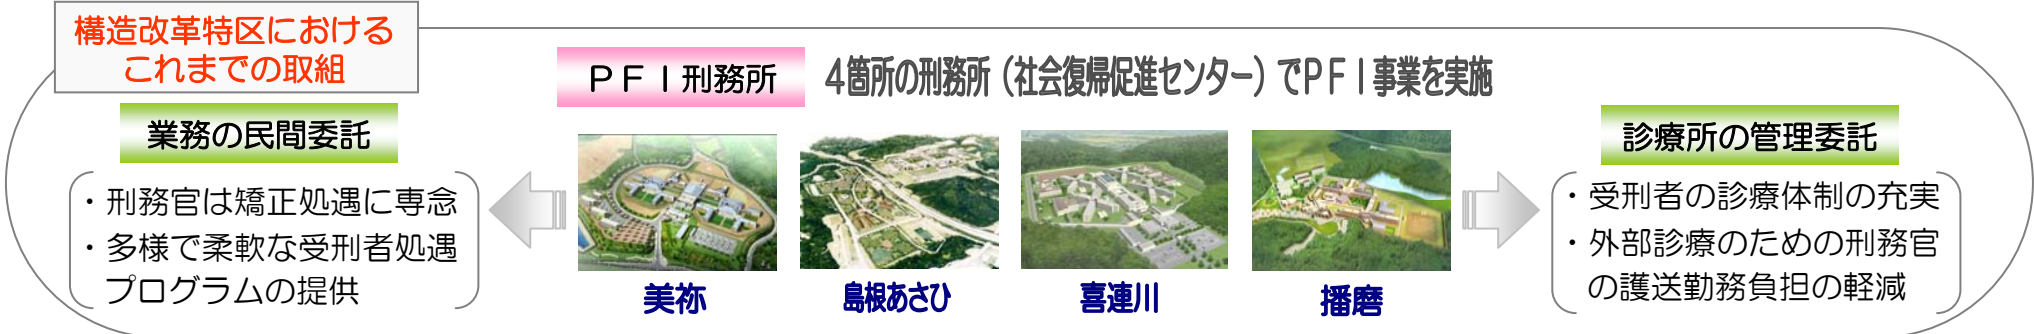 構造改革特区における
これまでの取組
ＰＦＩ刑務所
４箇所の刑務所（社会復帰促進センター）でＰＦＩ事業を実施
業務の民間委託
・刑務官は矯正処遇に専念
・多様で柔軟な受刑者処遇
プログラムの提供
美祢
島根あさひ
喜連川
播磨
診療所の管理委託
・受刑者の診療体制の充実
・外部診療のための刑務官
の護送勤務負担の軽減